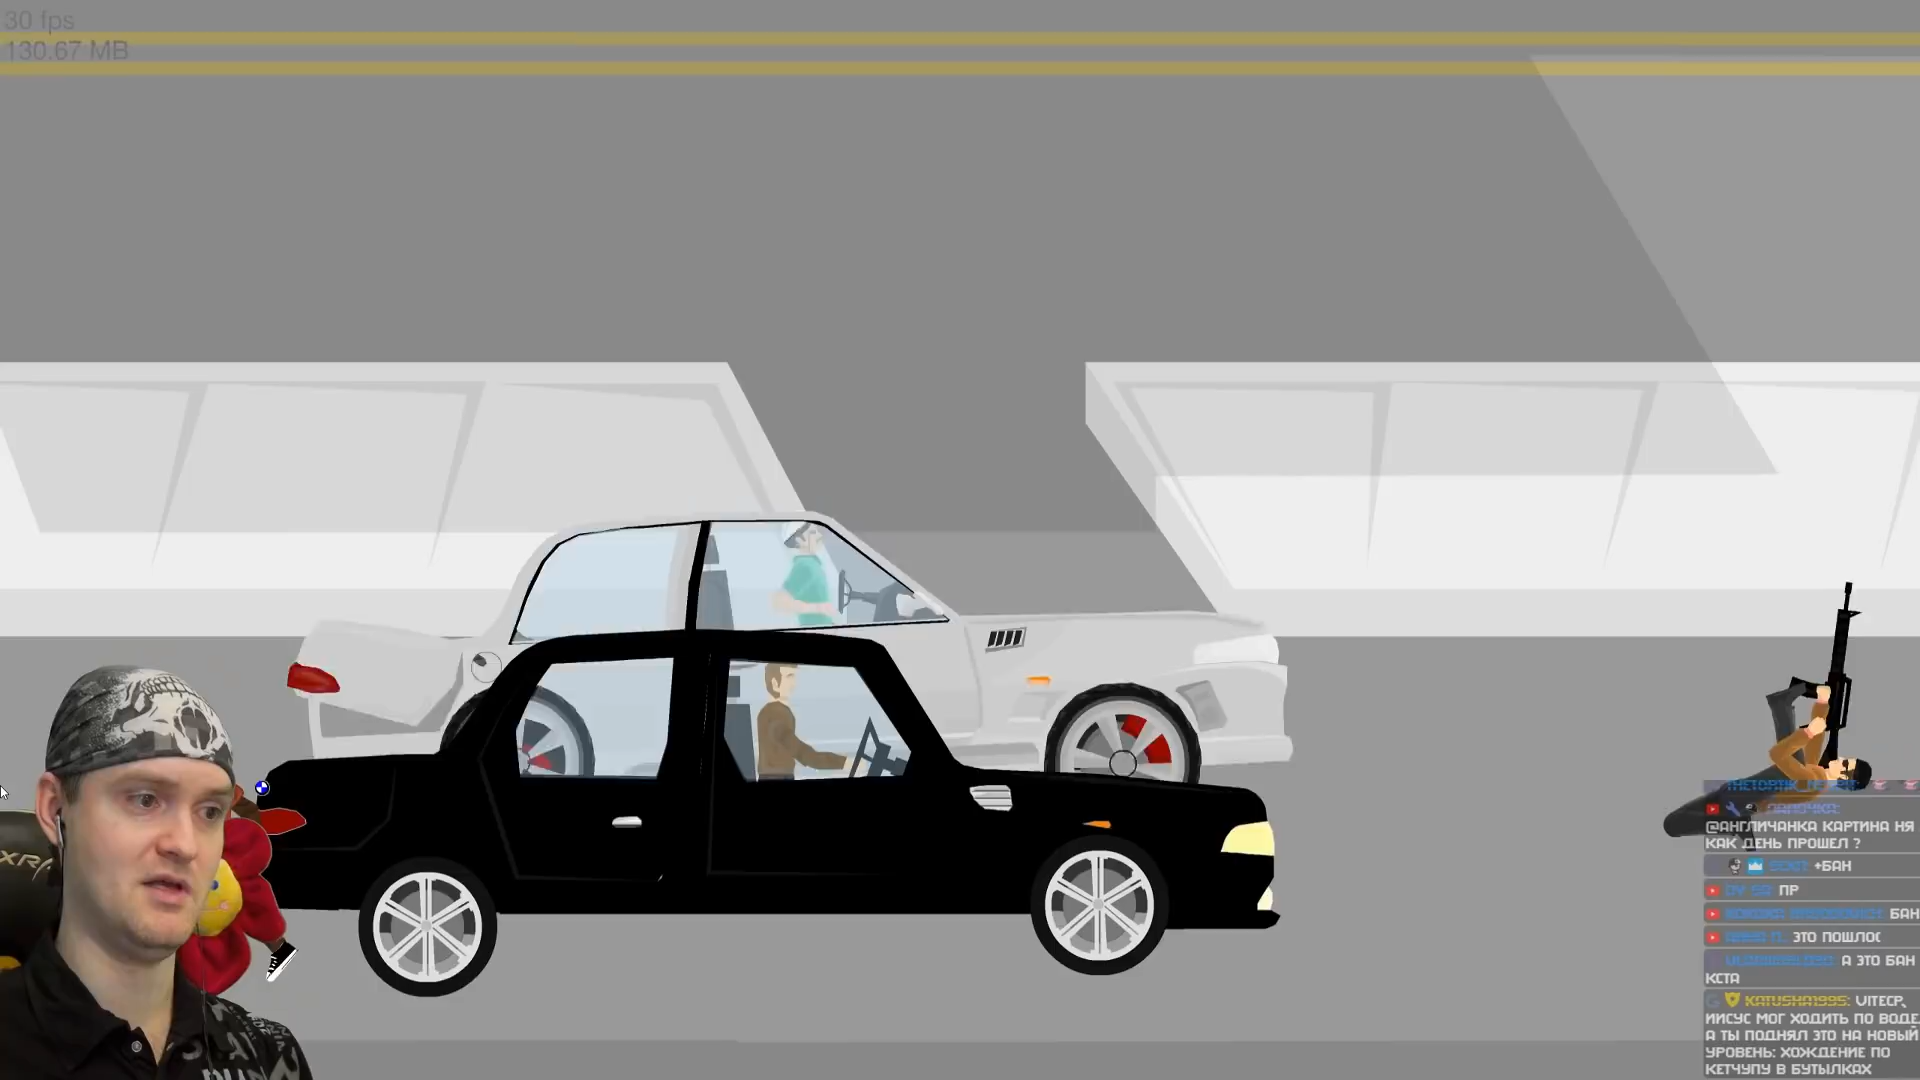 30 fps
130.67 MB
XR
@АНГЛИЧАНКА КАРТИНА НЯ
КАК ДЕНЬ ПРОШЕЛ ?
+БАН
ПР
БАН
ЭТО ПОШЛОС
А ЭТО БАН
КСТА
KATUSHA1995: VITECP,
ИИСУС МОГ ХОДИТЬ ПО ВОДЕ
А ТЫ ПОДНЯЛ ЭТО НА НОВЫЙ
УРОВЕНЬ: ХОЖДЕНИЕ ПО
КЕТЧУПУ В БУТЫЛКАХ